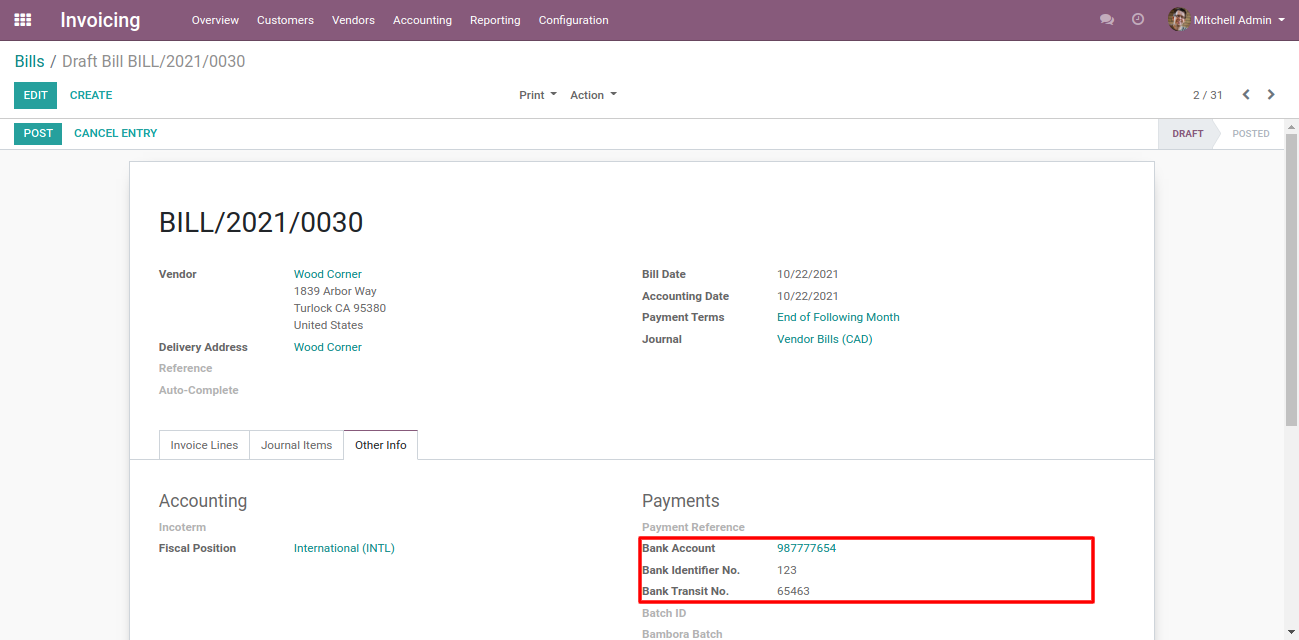 Invoicing Overview Customers Vendors Accounting Reporting Configuration Mitchell Admin
Bills / Draft Bill BILL/2021/0030
EDIT CREATE Print Action 2 / 31
POST CANCEL ENTRY DRAFT POSTED
BILL/2021/0030
Vendor Wood Corner
1839 Arbor Way
Turlock CA 95380
United States
Delivery Address Wood Corner
Reference
Auto-Complete
Bill Date 10/22/2021
Accounting Date 10/22/2021
Payment Terms End of Following Month
Journal Vendor Bills (CAD)
Invoice Lines Journal Items Other Info
Accounting
Incoterm
Fiscal Position International (INTL)
Payments
Payment Reference
Bank Account 987777654
Bank Identifier No. 123
Bank Transit No. 65463
Batch ID
Bambora Batch